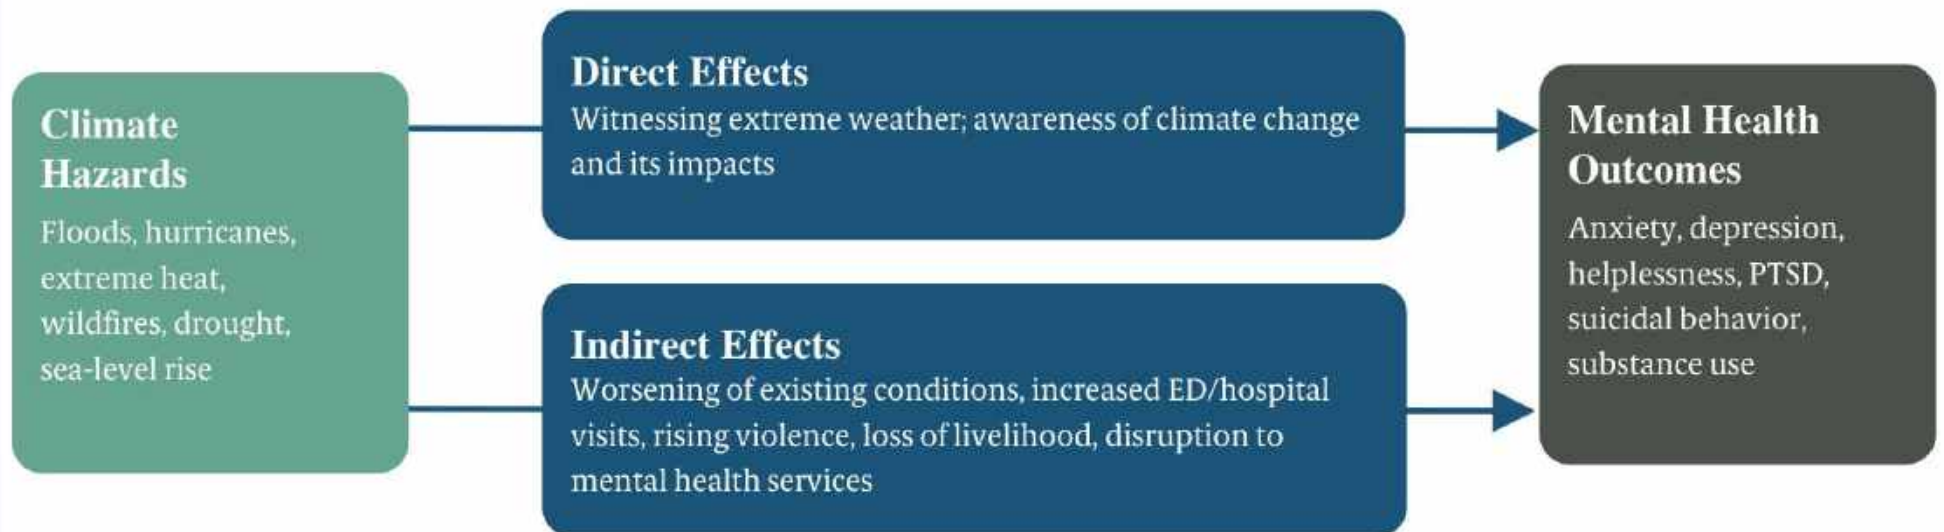 Climate
Hazards
Floods, hurricanes,
extreme heat,
wildfires, drought,
sea-level rise
Direct Effects
Witnessing extreme weather; awareness of climate change
and its impacts
Indirect Effects
Worsening of existing conditions, increased ED/hospital
visits, rising violence, loss of livelihood, disruption to
mental health services
Mental Health
Outcomes
Anxiety, depression,
helplessness, PTSD,
suicidal behavior,
substance use